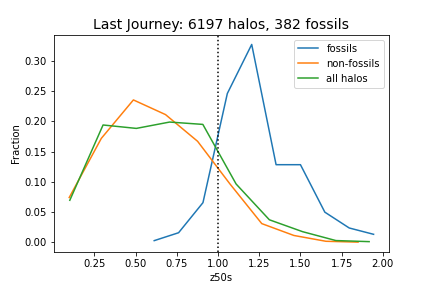 Last Journey: 6197 halos, 382 fossils
fossils
non-fossils
all halos
Fraction
0.30
0.25
0.20
0.15
0.10
0.05
0.00
0.25 0.50 0.75 1.00 1.25 1.50 1.75 2.00
z50s